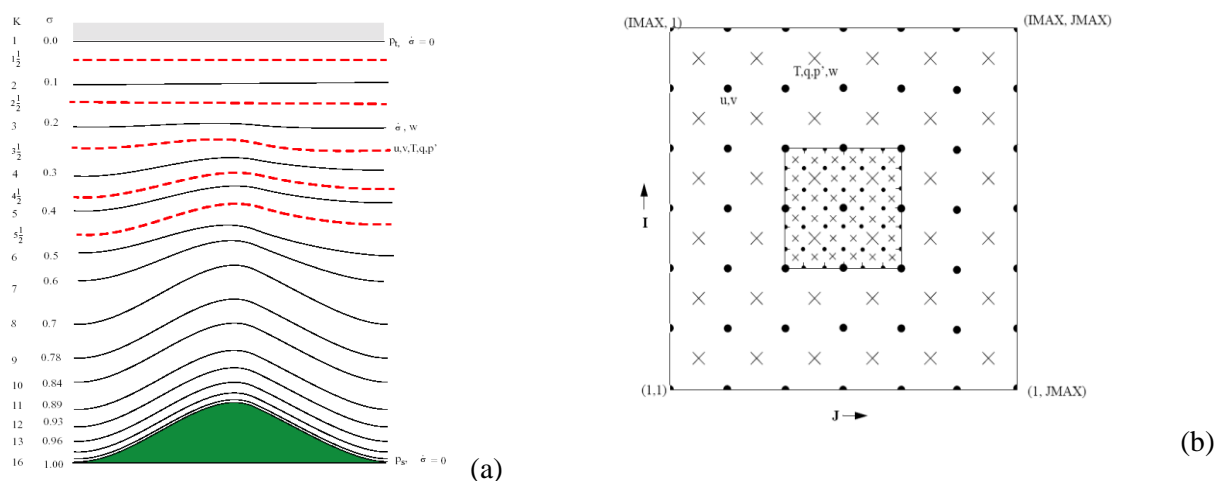 K σ
1 0.0 pₜ, σ̇ = 0
1½
2 0.1
2½
3 0.2 σ̇, w
3½ u,v,T,q,p’
4 0.3
4½
5 0.4
5½
6 0.5
0.6
7
8 0.7
9 0.78
10 0.84
11 0.89
12 0.93
13 0.96
16 1.00 pₛ, σ̇ = 0
(a)
(IMAX, 1) (IMAX, JMAX)
T,q,p’,w
u,v
I
(1,1) (1, JMAX)
J
(b)